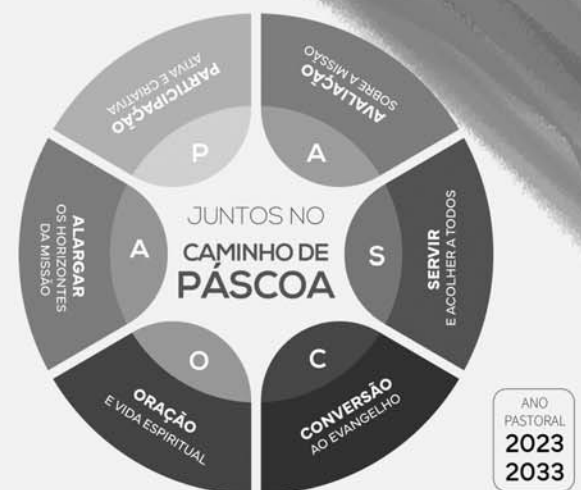 PARTICIPAÇÃO
ATIVA E CRIATIVA
P
AVALIAÇÃO
SOBRE A MISSÃO
A
SERVIR
E ACOLHER A TODOS
S
CONVERSÃO
AO EVANGELHO
C
ORAÇÃO
E VIDA ESPIRITUAL
O
ALARGAR
OS HORIZONTES
DA MISSÃO
A
JUNTOS NO
CAMINHO DE
PÁSCOA
ANO
PASTORAL
2023
2033